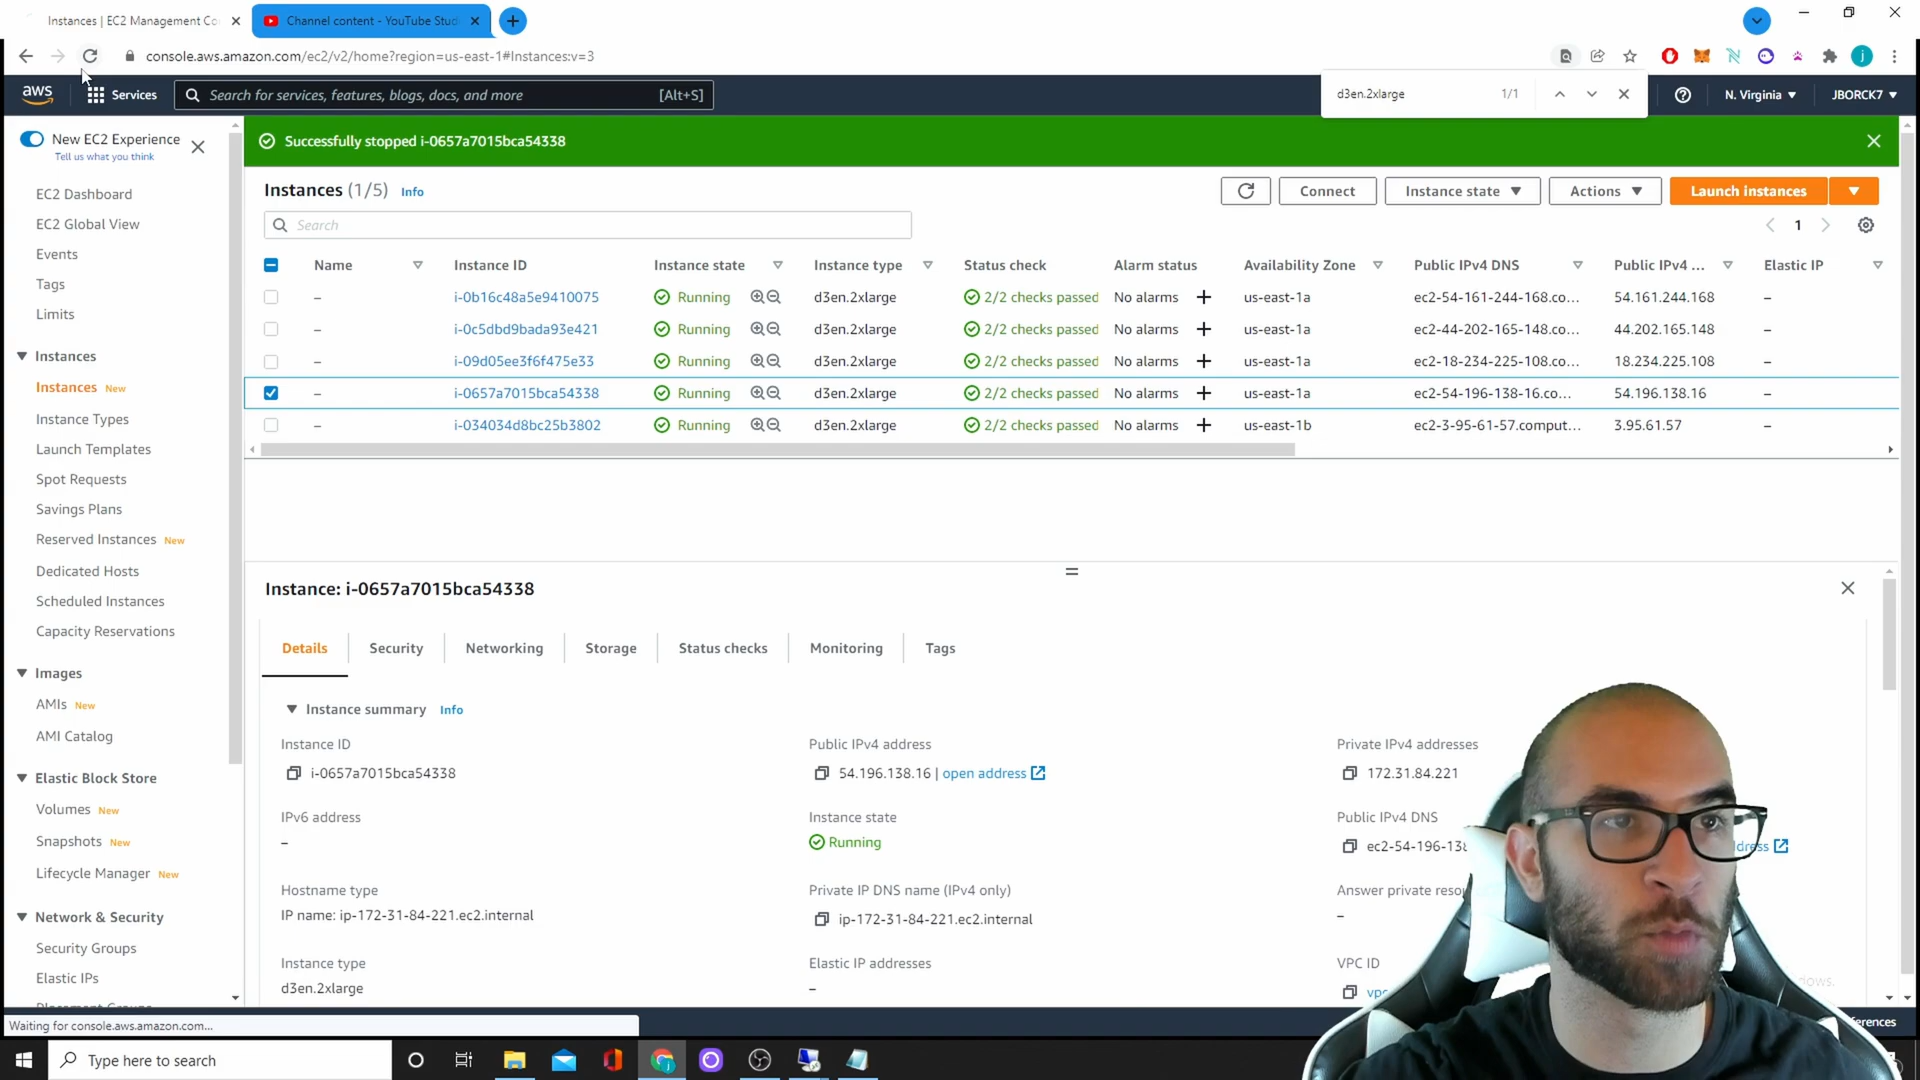 Instances | EC2 Management Co
Channel content - YouTube Stud
console.aws.amazon.com/ec2/v2/home?region=us-east-1#Instances:v=3
aws
Services
Search for services, features, blogs, docs, and more
[Alt+S]
d3en.2xlarge
1/1
N. Virginia
JBORCK7
New EC2 Experience
Tell us what you think
EC2 Dashboard
EC2 Global View
Events
Tags
Limits
Instances
Instances New
Instance Types
Launch Templates
Spot Requests
Savings Plans
Reserved Instances New
Dedicated Hosts
Scheduled Instances
Capacity Reservations
Images
AMIs New
AMI Catalog
Elastic Block Store
Volumes New
Snapshots New
Lifecycle Manager New
Network & Security
Security Groups
Elastic IPs
Placement Groups
Successfully stopped i-0657a7015bca54338
Instances (1/5) Info
Connect
Instance state
Actions
Launch instances
Search
1
Name Instance ID Instance state Instance type Status check Alarm status Availability Zone Public IPv4 DNS Public IPv4 ... Elastic IP
– i-0b16c48a5e9410075 Running d3en.2xlarge 2/2 checks passed No alarms + us-east-1a ec2-54-161-244-168.co... 54.161.244.168 –
– i-0c5dbd9bada93e421 Running d3en.2xlarge 2/2 checks passed No alarms + us-east-1a ec2-44-202-165-148.co... 44.202.165.148 –
– i-09d05ee3f6f475e33 Running d3en.2xlarge 2/2 checks passed No alarms + us-east-1a ec2-18-234-225-108.co... 18.234.225.108 –
– i-0657a7015bca54338 Running d3en.2xlarge 2/2 checks passed No alarms + us-east-1a ec2-54-196-138-16.co... 54.196.138.16 –
– i-034034d8bc25b3802 Running d3en.2xlarge 2/2 checks passed No alarms + us-east-1b ec2-3-95-61-57.comput... 3.95.61.57 –
Instance: i-0657a7015bca54338
Details
Security
Networking
Storage
Status checks
Monitoring
Tags
Instance summary Info
Instance ID
i-0657a7015bca54338
Public IPv4 address
54.196.138.16 | open address
Private IPv4 addresses
172.31.84.221
IPv6 address
–
Instance state
Running
Public IPv4 DNS
ec2-54-196-13
dress
Hostname type
IP name: ip-172-31-84-221.ec2.internal
Private IP DNS name (IPv4 only)
ip-172-31-84-221.ec2.internal
Answer private reso
–
Instance type
d3en.2xlarge
Elastic IP addresses
–
VPC ID
vpc
Waiting for console.aws.amazon.com...
erences
Type here to search